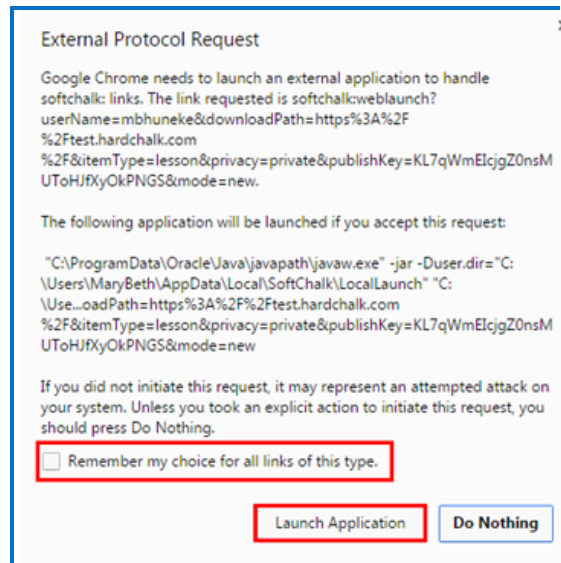 External Protocol Request
Google Chrome needs to launch an external application to handle
softchalk: links. The link requested is softchalk:weblaunch?
userName=mbhuneke&downloadPath=https%3A%2F
%2Ftest.hardchalk.com
%2F&itemType=lesson&privacy=private&publishKey=KL7qWmEIcjgZ0nsM
UToHJfXyOkPNGS&mode=new.
The following application will be launched if you accept this request:
"C:\ProgramData\Oracle\Java\javapath\javaw.exe" -jar -Duser.dir="C:
\Users\MaryBeth\AppData\Local\SoftChalk\LocalLaunch" "C:
\Use...oadPath=https%3A%2F%2Ftest.hardchalk.com
%2F&itemType=lesson&privacy=private&publishKey=KL7qWmEIcjgZ0nsM
UToHJfXyOkPNGS&mode=new
If you did not initiate this request, it may represent an attempted attack on
your system. Unless you took an explicit action to initiate this request, you
should press Do Nothing.
Remember my choice for all links of this type.
Launch Application
Do Nothing